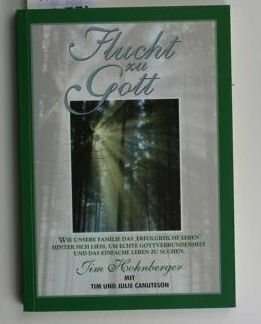 Flucht
zu
Gott
WIE UNSERE FAMILIE DAS „ERFOLGREICHE LEBEN“
HINTER SICH LIESS, UM ECHTE GOTTVERBUNDENHEIT
UND DAS EINFACHE LEBEN ZU SUCHEN.
Jim Hohnberger
MIT
TIM UND JULIE CANUTESON